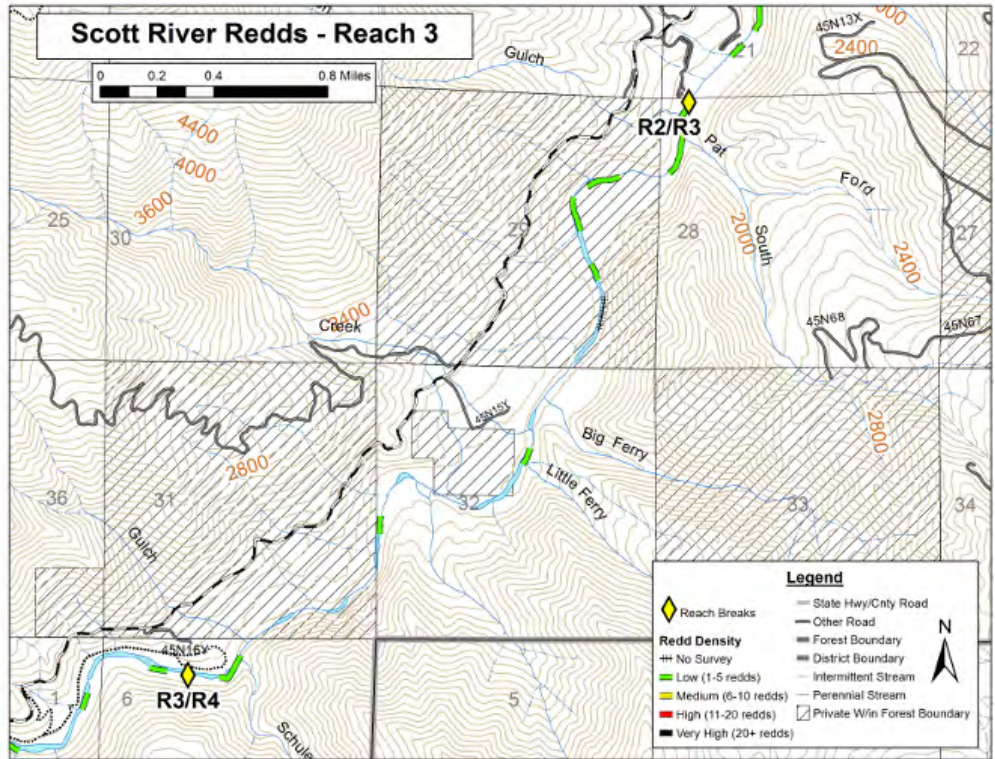 Scott River Redds - Reach 3
0 0.2 0.4 0.8 Miles
45N13X
2400
22
21
Gulch
R2/R3
Pat
4400
4000
3600
25
30
29
28
Ford
2000
South
27
2400
2400
Creek
45N68
45N67
45N15X
2800
2800
Big Ferry
Little Ferry
36
31
32
33
34
Gulch
45N16Y
R3/R4
1
6
5
Legend
Reach Breaks
Redd Density
No Survey
Low (1-5 redds)
Medium (6-10 redds)
High (11-20 redds)
Very High (20+ redds)
State Hwy/Cnty Road
Other Road
Forest Boundary
District Boundary
Intermittent Stream
Perennial Stream
Private W/in Forest Boundary
N